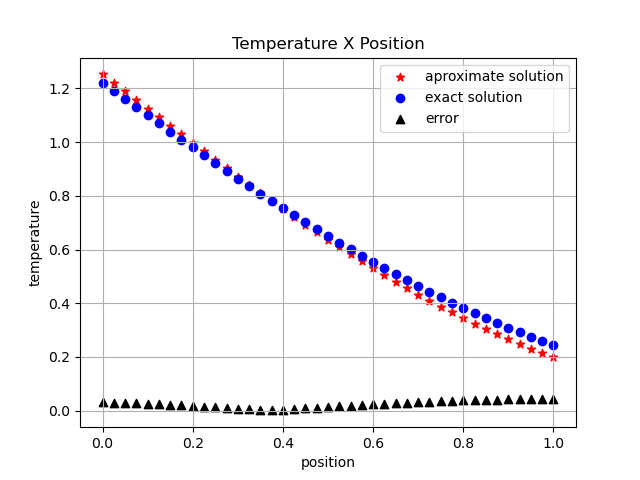 Temperature X Position
aproximate solution
exact solution
error
temperature
1.2
1.0
0.8
0.6
0.4
0.2
0.0
0.0 0.2 0.4 0.6 0.8 1.0
position